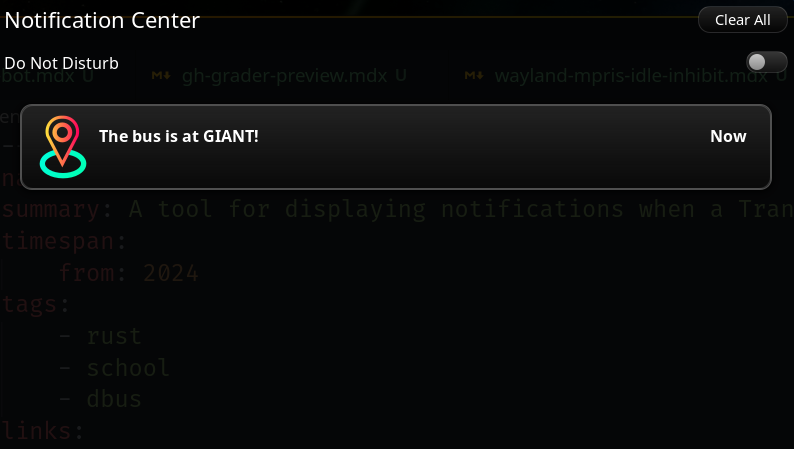 Notification Center
Clear All
Do Not Disturb
bot.mdx U
gh-grader-preview.mdx U
wayland-mpris-idle-inhibit.mdx U
The bus is at GIANT!
Now
summary: A tool for displaying notifications when a Tran
timespan:
from: 2024
tags:
- rust
- school
- dbus
links: